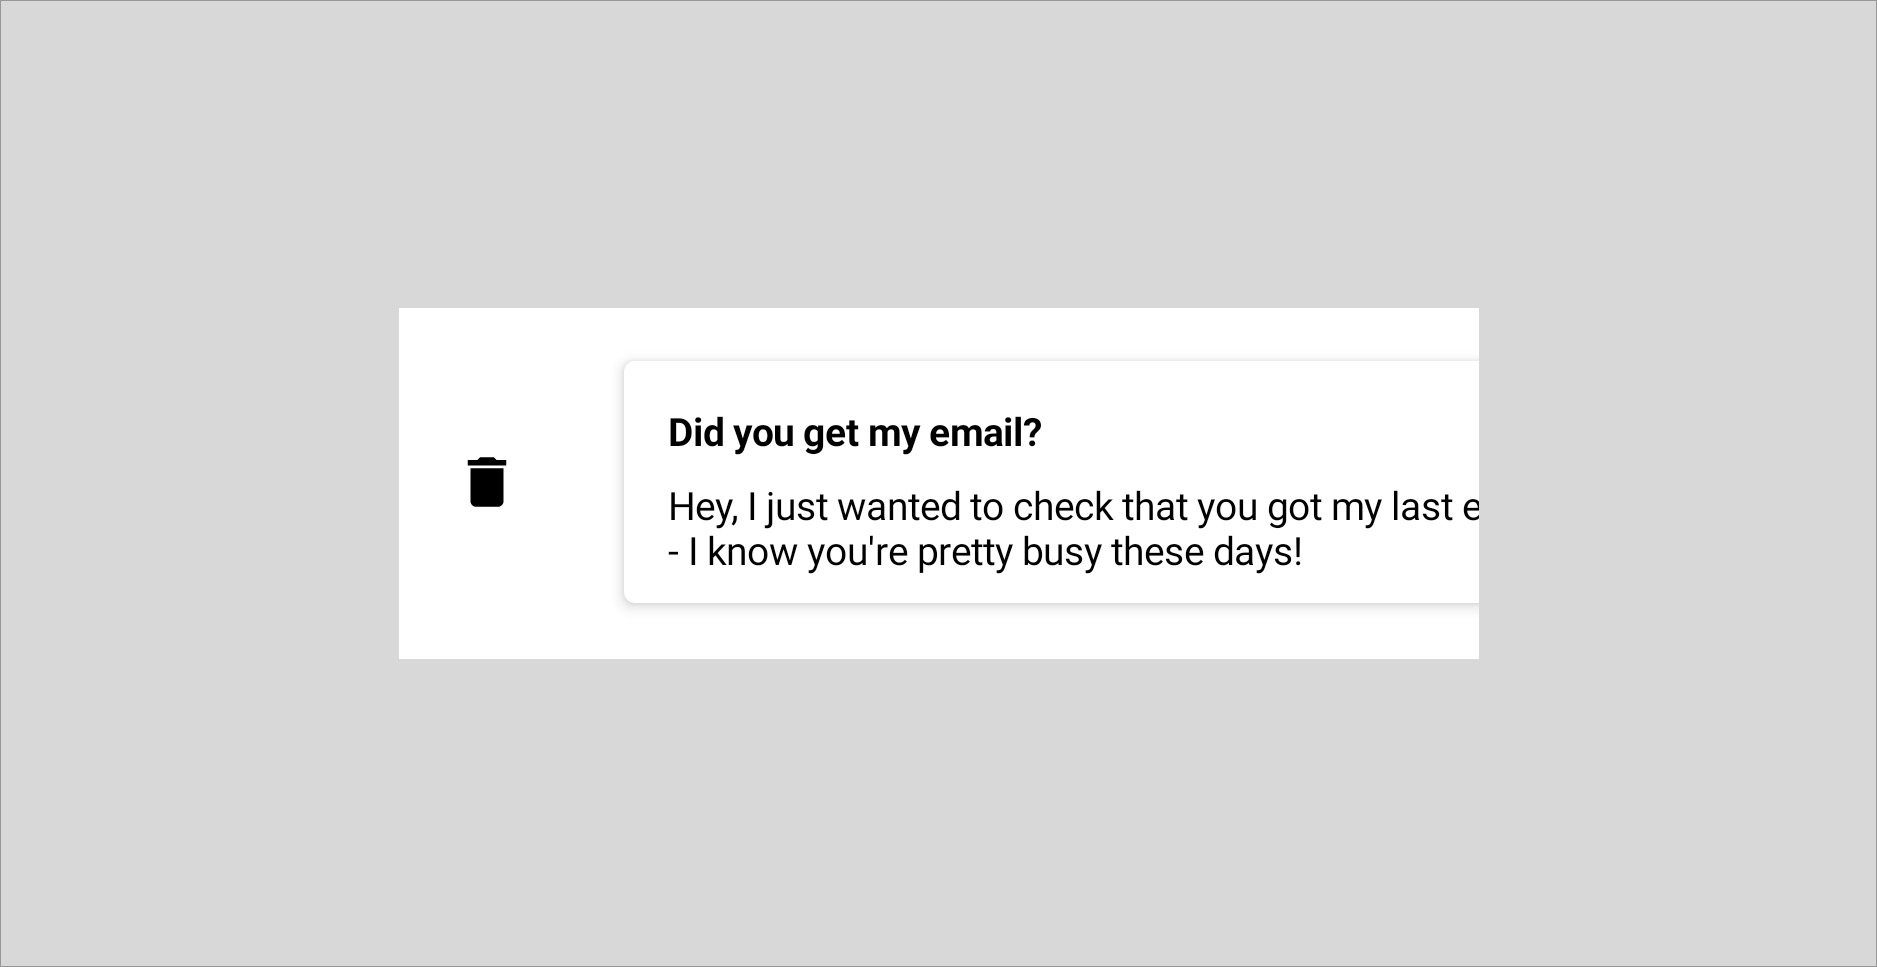 Did you get my email?
Hey, I just wanted to check that you got my last e
- I know you're pretty busy these days!